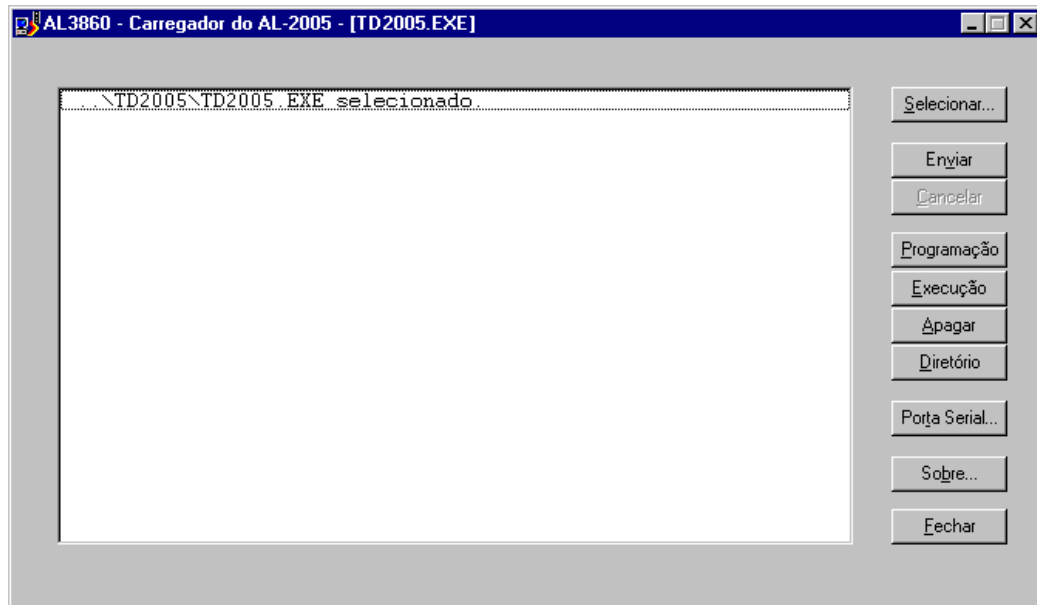 AL3860 - Carregador do AL-2005 - [TD2005.EXE]
..\TD2005\TD2005.EXE selecionado.
Selecionar...
Enviar
Cancelar
Programação
Execução
Apagar
Diretório
Porta Serial...
Sobre...
Fechar